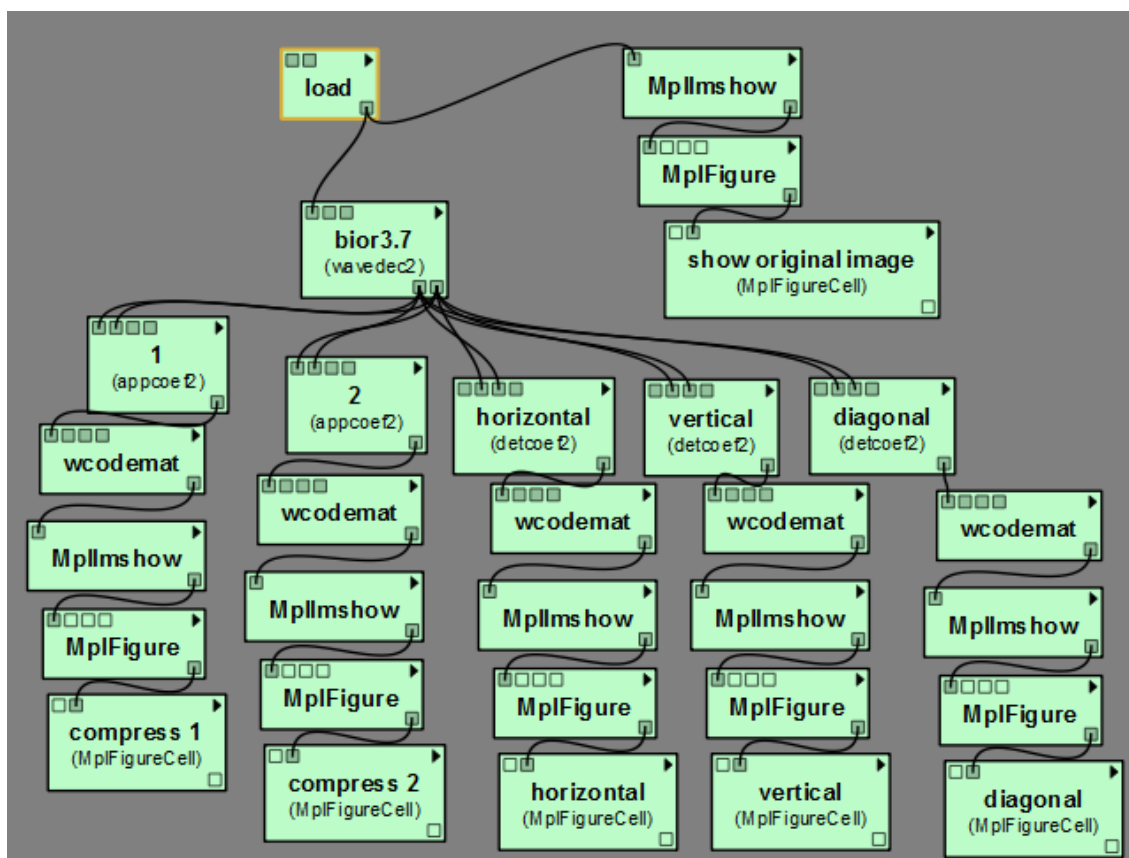 load
MplImshow
MplFigure
show original image
(MplFigureCell)
bior3.7
(wavedec2)
1
(appcoef2)
wcodemat
MplImshow
MplFigure
compress 1
(MplFigureCell)
2
(appcoef2)
wcodemat
MplImshow
MplFigure
compress 2
(MplFigureCell)
horizontal
(detcoef2)
wcodemat
MplImshow
MplFigure
horizontal
(MplFigureCell)
vertical
(detcoef2)
wcodemat
MplImshow
MplFigure
vertical
(MplFigureCell)
diagonal
(detcoef2)
wcodemat
MplImshow
MplFigure
diagonal
(MplFigureCell)